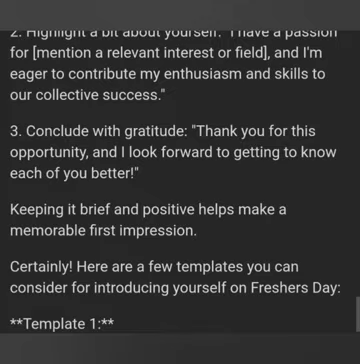 2. Highlight a bit about yourself: "I have a passion
for [mention a relevant interest or field], and I'm
eager to contribute my enthusiasm and skills to
our collective success."
3. Conclude with gratitude: "Thank you for this
opportunity, and I look forward to getting to know
each of you better!"
Keeping it brief and positive helps make a
memorable first impression.
Certainly! Here are a few templates you can
consider for introducing yourself on Freshers Day:
**Template 1:**